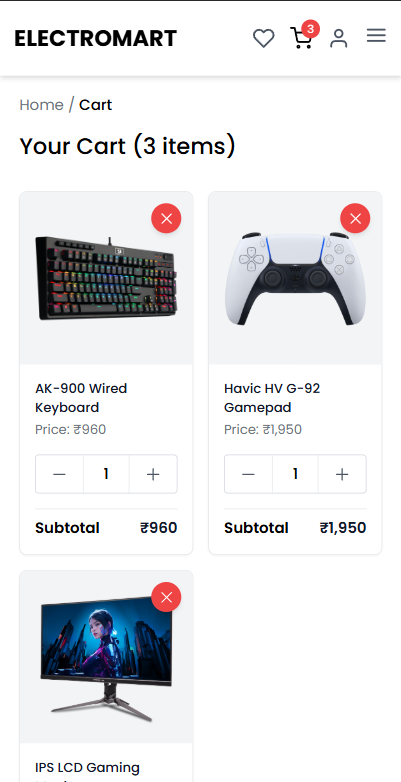 ELECTROMART
3
Home / Cart
Your Cart (3 items)
AK-900 Wired
Keyboard
Price: ₹960
1
Subtotal ₹960
Havic HV G-92
Gamepad
Price: ₹1,950
1
Subtotal ₹1,950
IPS LCD Gaming